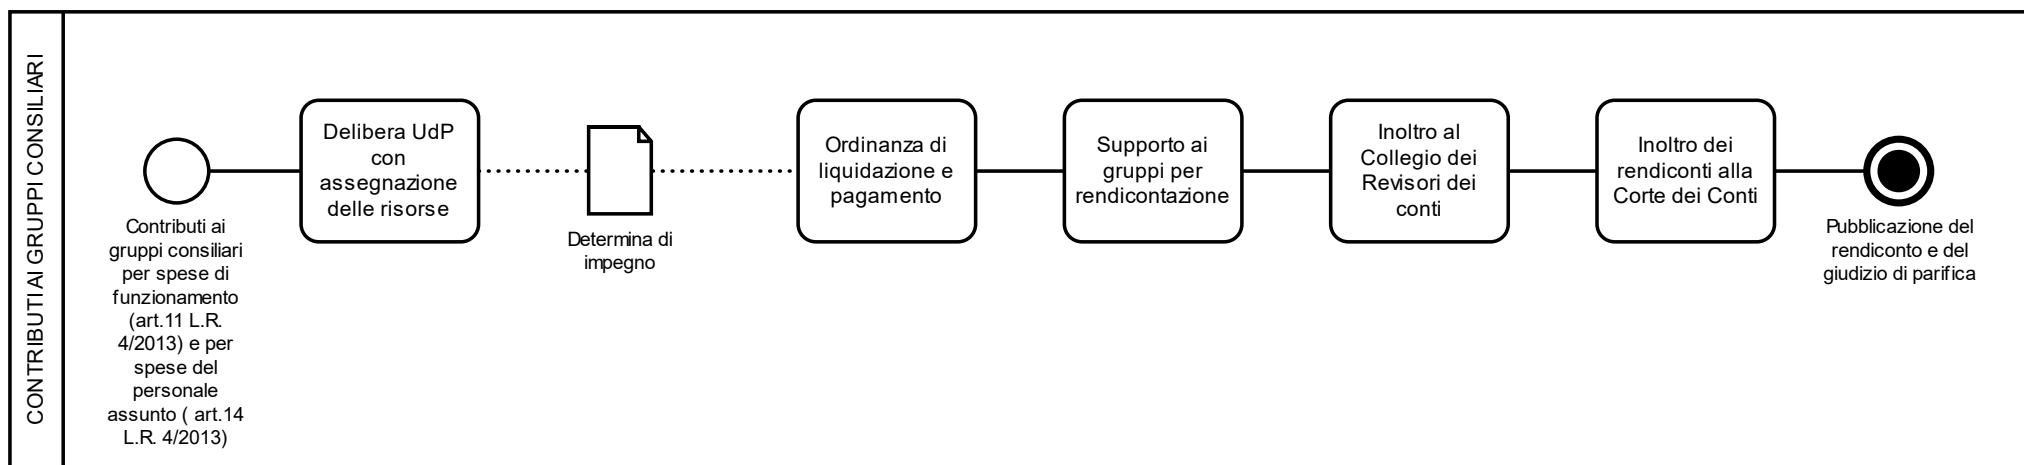 CONTRIBUTI AI GRUPPI CONSILIARI
Contributi ai
gruppi consiliari
per spese di
funzionamento
(art.11 L.R.
4/2013) e per
spese del
personale
assunto ( art.14
L.R. 4/2013)
Delibera UdP
con
assegnazione
delle risorse
Determina di
impegno
Ordinanza di
liquidazione e
pagamento
Supporto ai
gruppi per
rendicontazione
Inoltro al
Collegio dei
Revisori dei
conti
Inoltro dei
rendiconti alla
Corte dei Conti
Pubblicazione del
rendiconto e del
giudizio di parifica